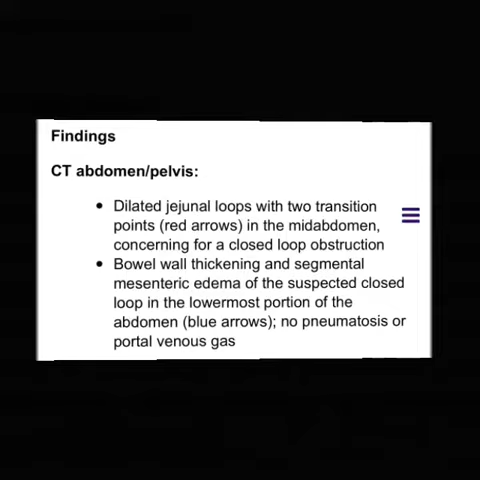 Findings
CT abdomen/pelvis:
• Dilated jejunal loops with two transition
points (red arrows) in the midabdomen,
concerning for a closed loop obstruction
• Bowel wall thickening and segmental
mesenteric edema of the suspected closed
loop in the lowermost portion of the
abdomen (blue arrows); no pneumatosis or
portal venous gas